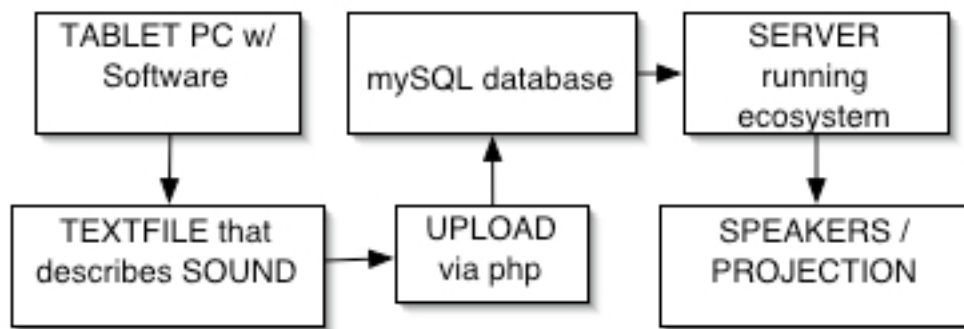 TABLET PC w/
Software
TEXTFILE that
describes SOUND
UPLOAD
via php
mySQL database
SERVER
running
ecosystem
SPEAKERS /
PROJECTION